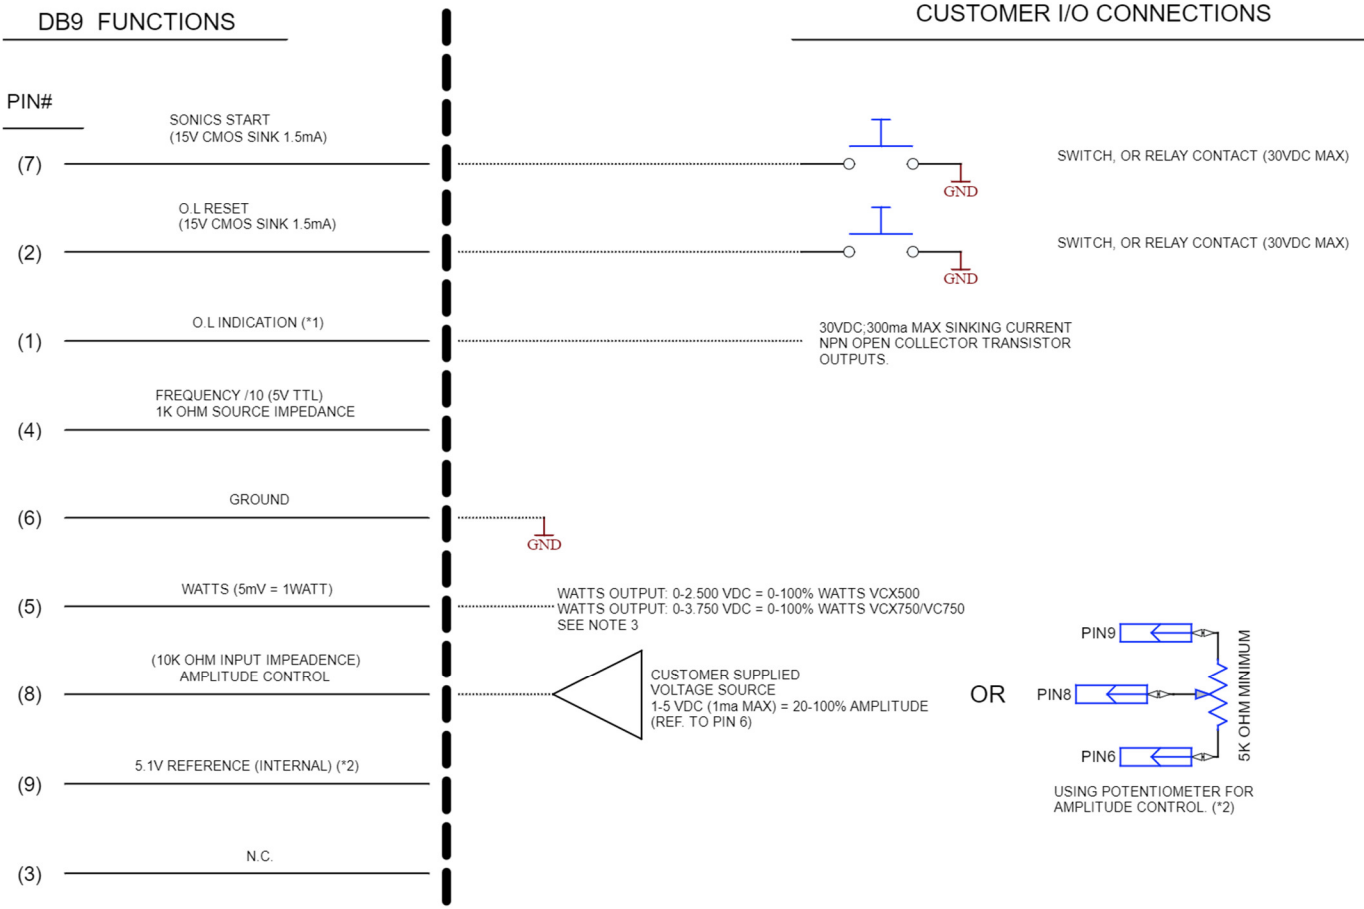 DB9 FUNCTIONS
CUSTOMER I/O CONNECTIONS
PIN#
SONICS START
(15V CMOS SINK 1.5mA)
(7)
GND
SWITCH, OR RELAY CONTACT (30VDC MAX)
O.L RESET
(15V CMOS SINK 1.5mA)
(2)
GND
SWITCH, OR RELAY CONTACT (30VDC MAX)
O.L INDICATION (*1)
(1)
30VDC;300ma MAX SINKING CURRENT
NPN OPEN COLLECTOR TRANSISTOR
OUTPUTS.
FREQUENCY /10 (5V TTL)
1K OHM SOURCE IMPEDANCE
(4)
GROUND
(6)
GND
WATTS (5mV = 1WATT)
(5)
WATTS OUTPUT: 0-2.500 VDC = 0-100% WATTS VCX500
WATTS OUTPUT: 0-3.750 VDC = 0-100% WATTS VCX750/VC750
SEE NOTE 3
(10K OHM INPUT IMPEADENCE)
AMPLITUDE CONTROL
(8)
CUSTOMER SUPPLIED
VOLTAGE SOURCE
1-5 VDC (1ma MAX) = 20-100% AMPLITUDE
(REF. TO PIN 6)
OR
PIN9
PIN8
PIN6
5K OHM MINIMUM
USING POTENTIOMETER FOR
AMPLITUDE CONTROL. (*2)
5.1V REFERENCE (INTERNAL) (*2)
(9)
N.C.
(3)